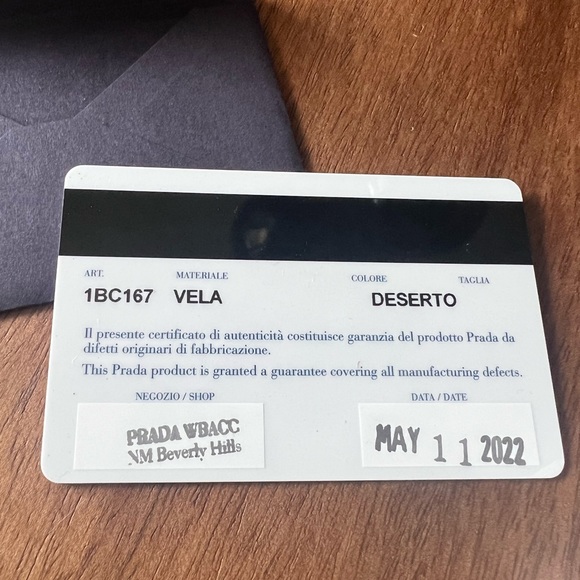 ART. MATERIALE COLORE TAGLIA
1BC167 VELA DESERTO
Il presente certificato di autenticità costituisce garanzia del prodotto Prada da
difetti originari di fabbricazione.
This Prada product is granted a guarantee covering all manufacturing defects.
NEGOZIO / SHOP DATA / DATE
PRADA WBACC MAY 11 2022
NM Beverly Hills